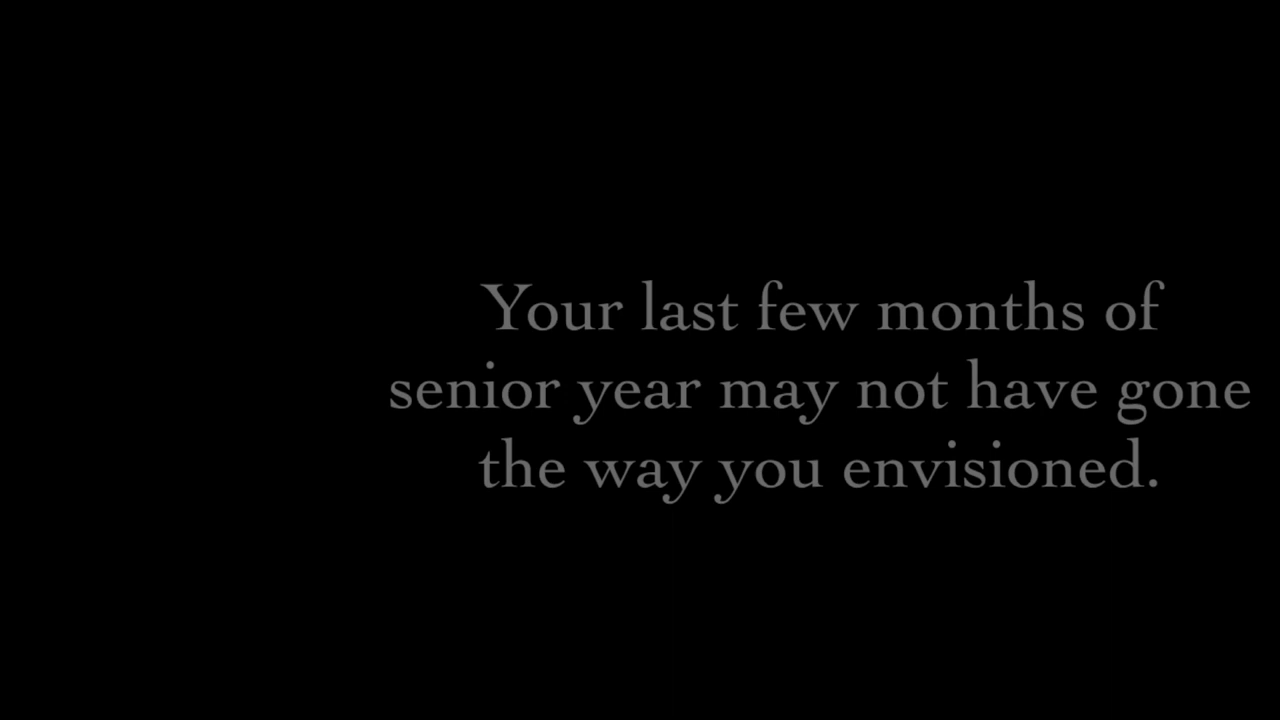 Your last few months of
senior year may not have gone
the way you envisioned.